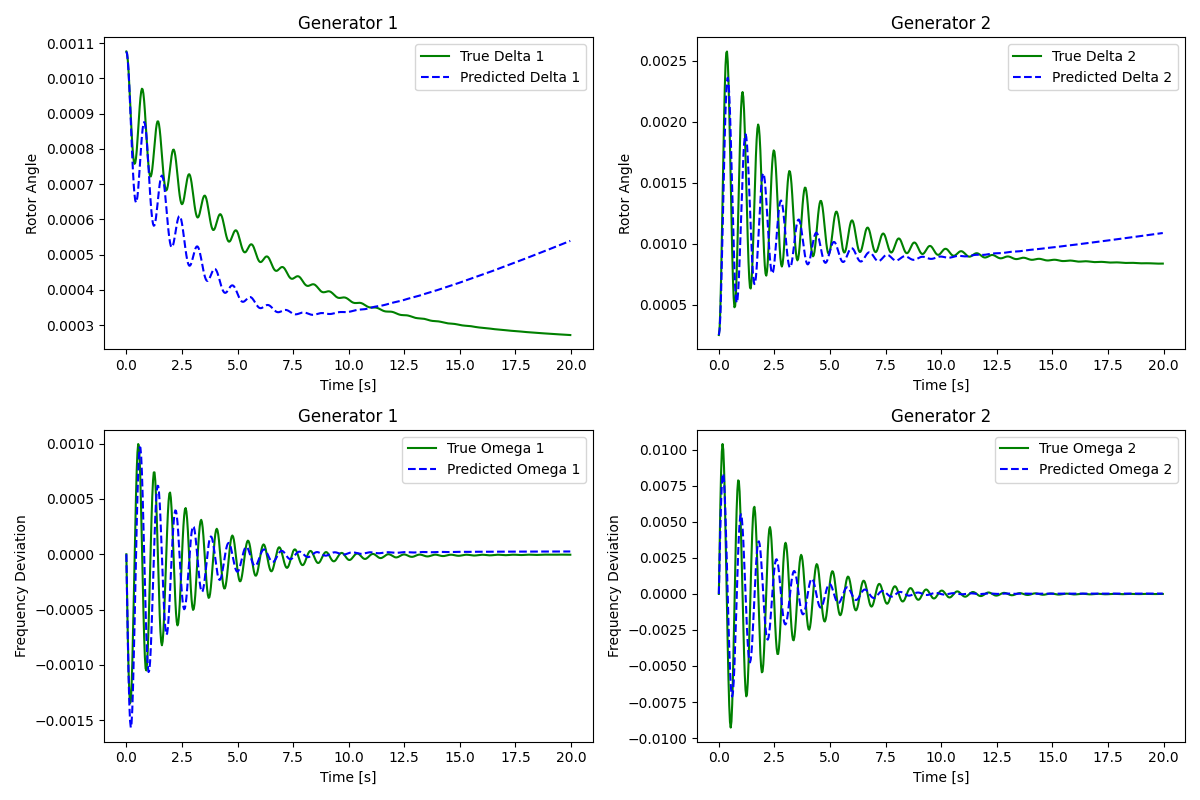 Generator 1
Rotor Angle
0.0011
0.0010
0.0009
0.0008
0.0007
0.0006
0.0005
0.0004
0.0003
True Delta 1
Predicted Delta 1
0.0 2.5 5.0 7.5 10.0 12.5 15.0 17.5 20.0
Time [s]
Generator 2
Rotor Angle
0.0025
0.0020
0.0015
0.0010
0.0005
True Delta 2
Predicted Delta 2
0.0 2.5 5.0 7.5 10.0 12.5 15.0 17.5 20.0
Time [s]
Generator 1
Frequency Deviation
0.0010
0.0005
0.0000
−0.0005
−0.0010
−0.0015
True Omega 1
Predicted Omega 1
0.0 2.5 5.0 7.5 10.0 12.5 15.0 17.5 20.0
Time [s]
Generator 2
Frequency Deviation
0.0100
0.0075
0.0050
0.0025
0.0000
−0.0025
−0.0050
−0.0075
−0.0100
True Omega 2
Predicted Omega 2
0.0 2.5 5.0 7.5 10.0 12.5 15.0 17.5 20.0
Time [s]